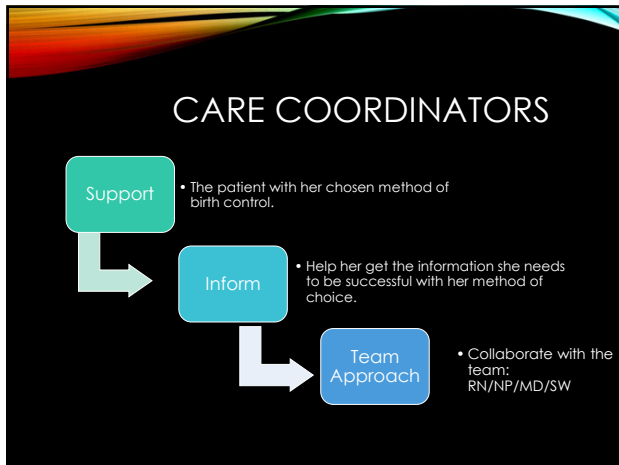 CARE COORDINATORS
Support
• The patient with her chosen method of
birth control.
Inform
• Help her get the information she needs
to be successful with her method of
choice.
Team
Approach
• Collaborate with the
team:
RN/NP/MD/SW